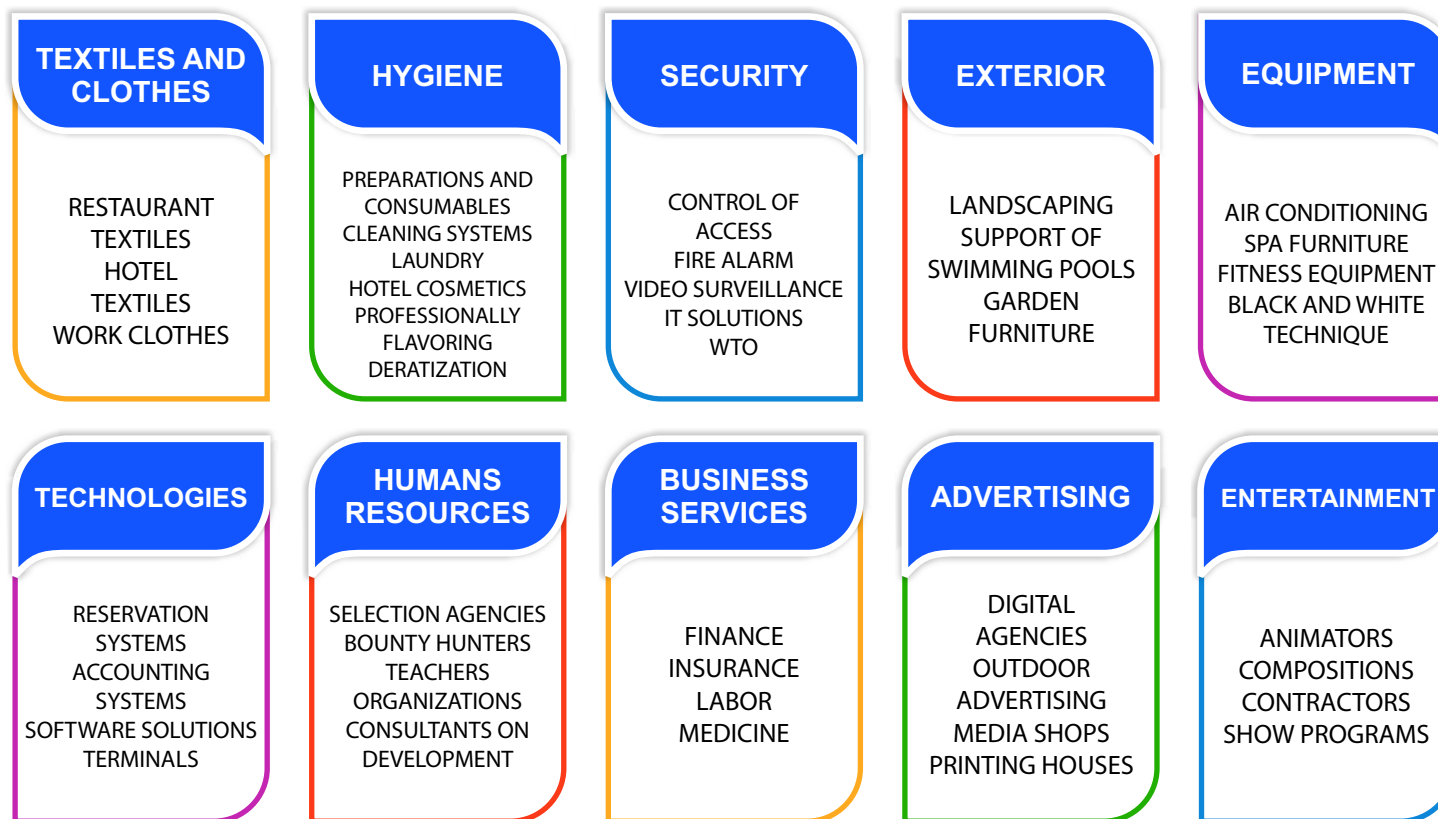 TEXTILES AND
CLOTHES
RESTAURANT
TEXTILES
HOTEL
TEXTILES
WORK CLOTHES
HYGIENE
PREPARATIONS AND
CONSUMABLES
CLEANING SYSTEMS
LAUNDRY
HOTEL COSMETICS
PROFESSIONALLY
FLAVORING
DERATIZATION
SECURITY
CONTROL OF
ACCESS
FIRE ALARM
VIDEO SURVEILLANCE
IT SOLUTIONS
WTO
EXTERIOR
LANDSCAPING
SUPPORT OF
SWIMMING POOLS
GARDEN
FURNITURE
EQUIPMENT
AIR CONDITIONING
SPA FURNITURE
FITNESS EQUIPMENT
BLACK AND WHITE
TECHNIQUE
TECHNOLOGIES
RESERVATION
SYSTEMS
ACCOUNTING
SYSTEMS
SOFTWARE SOLUTIONS
TERMINALS
HUMANS
RESOURCES
SELECTION AGENCIES
BOUNTY HUNTERS
TEACHERS
ORGANIZATIONS
CONSULTANTS ON
DEVELOPMENT
BUSINESS
SERVICES
FINANCE
INSURANCE
LABOR
MEDICINE
ADVERTISING
DIGITAL
AGENCIES
OUTDOOR
ADVERTISING
MEDIA SHOPS
PRINTING HOUSES
ENTERTAINMENT
ANIMATORS
COMPOSITIONS
CONTRACTORS
SHOW PROGRAMS